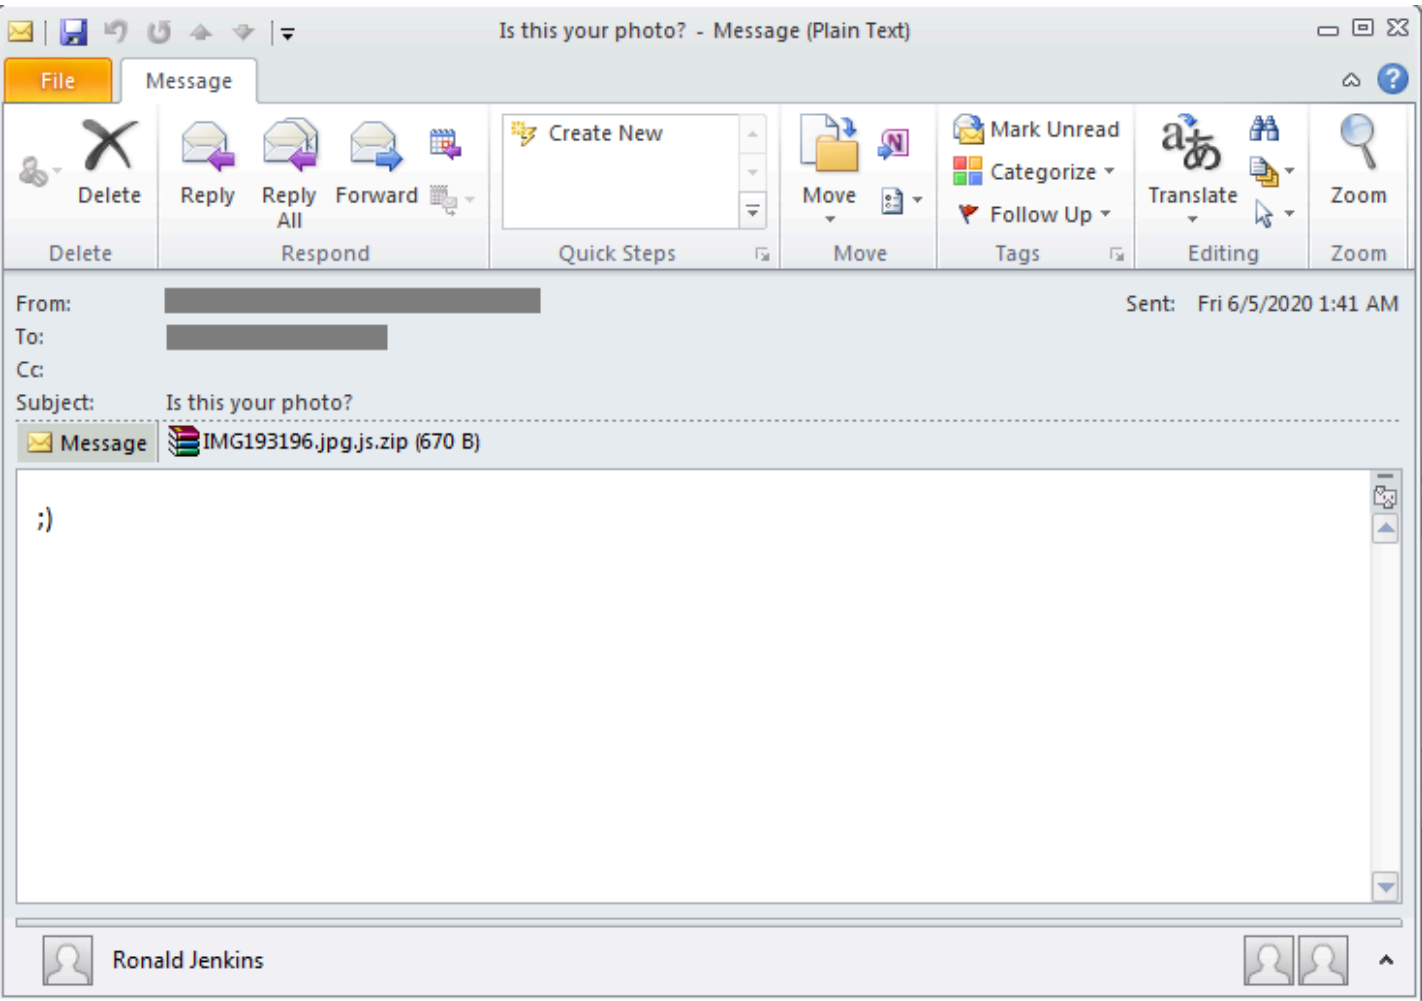 Is this your photo? - Message (Plain Text)
File Message
Delete
Reply
Reply All
Forward
Create New
Move
Mark Unread
Categorize
Follow Up
aあ
Translate
Zoom
Delete Respond Quick Steps Move Tags Editing Zoom
From: Sent: Fri 6/5/2020 1:41 AM
To:
Cc:
Subject: Is this your photo?
Message IMG193196.jpg.js.zip (670 B)
;)
Ronald Jenkins